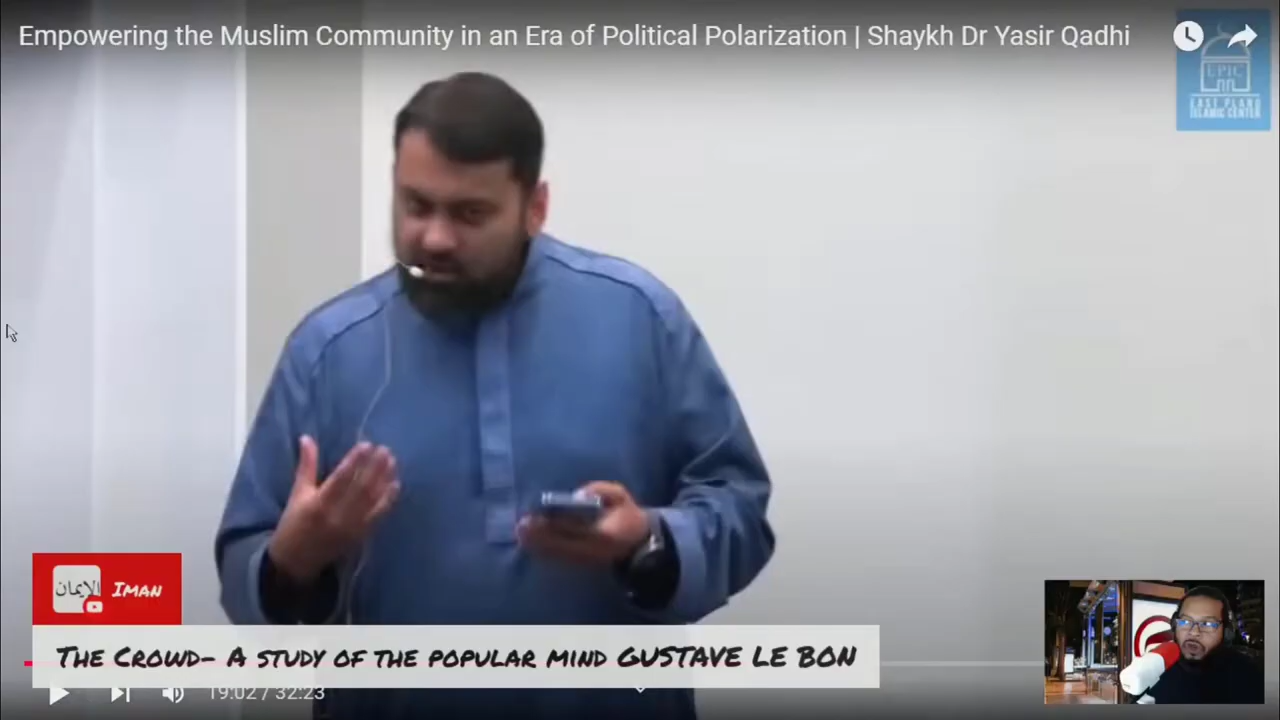 Empowering the Muslim Community in an Era of Political Polarization | Shaykh Dr Yasir Qadhi
EPIC
EAST PLANO
ISLAMIC CENTER
الإيمان
Iman
The Crowd- A study of the popular mind GUSTAVE LE BON
19:02 / 32:23